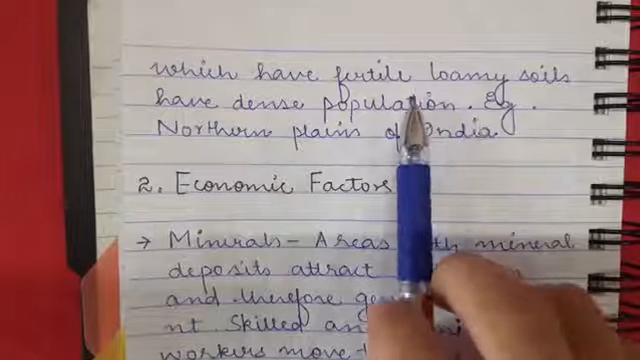 which have fertile loamy soils
have dense population. Eg.
Northern plains of India
2. Economic Factors
→ Minerals - Areas mineral
deposits attract
and therefore
nt. Skilled
workers move